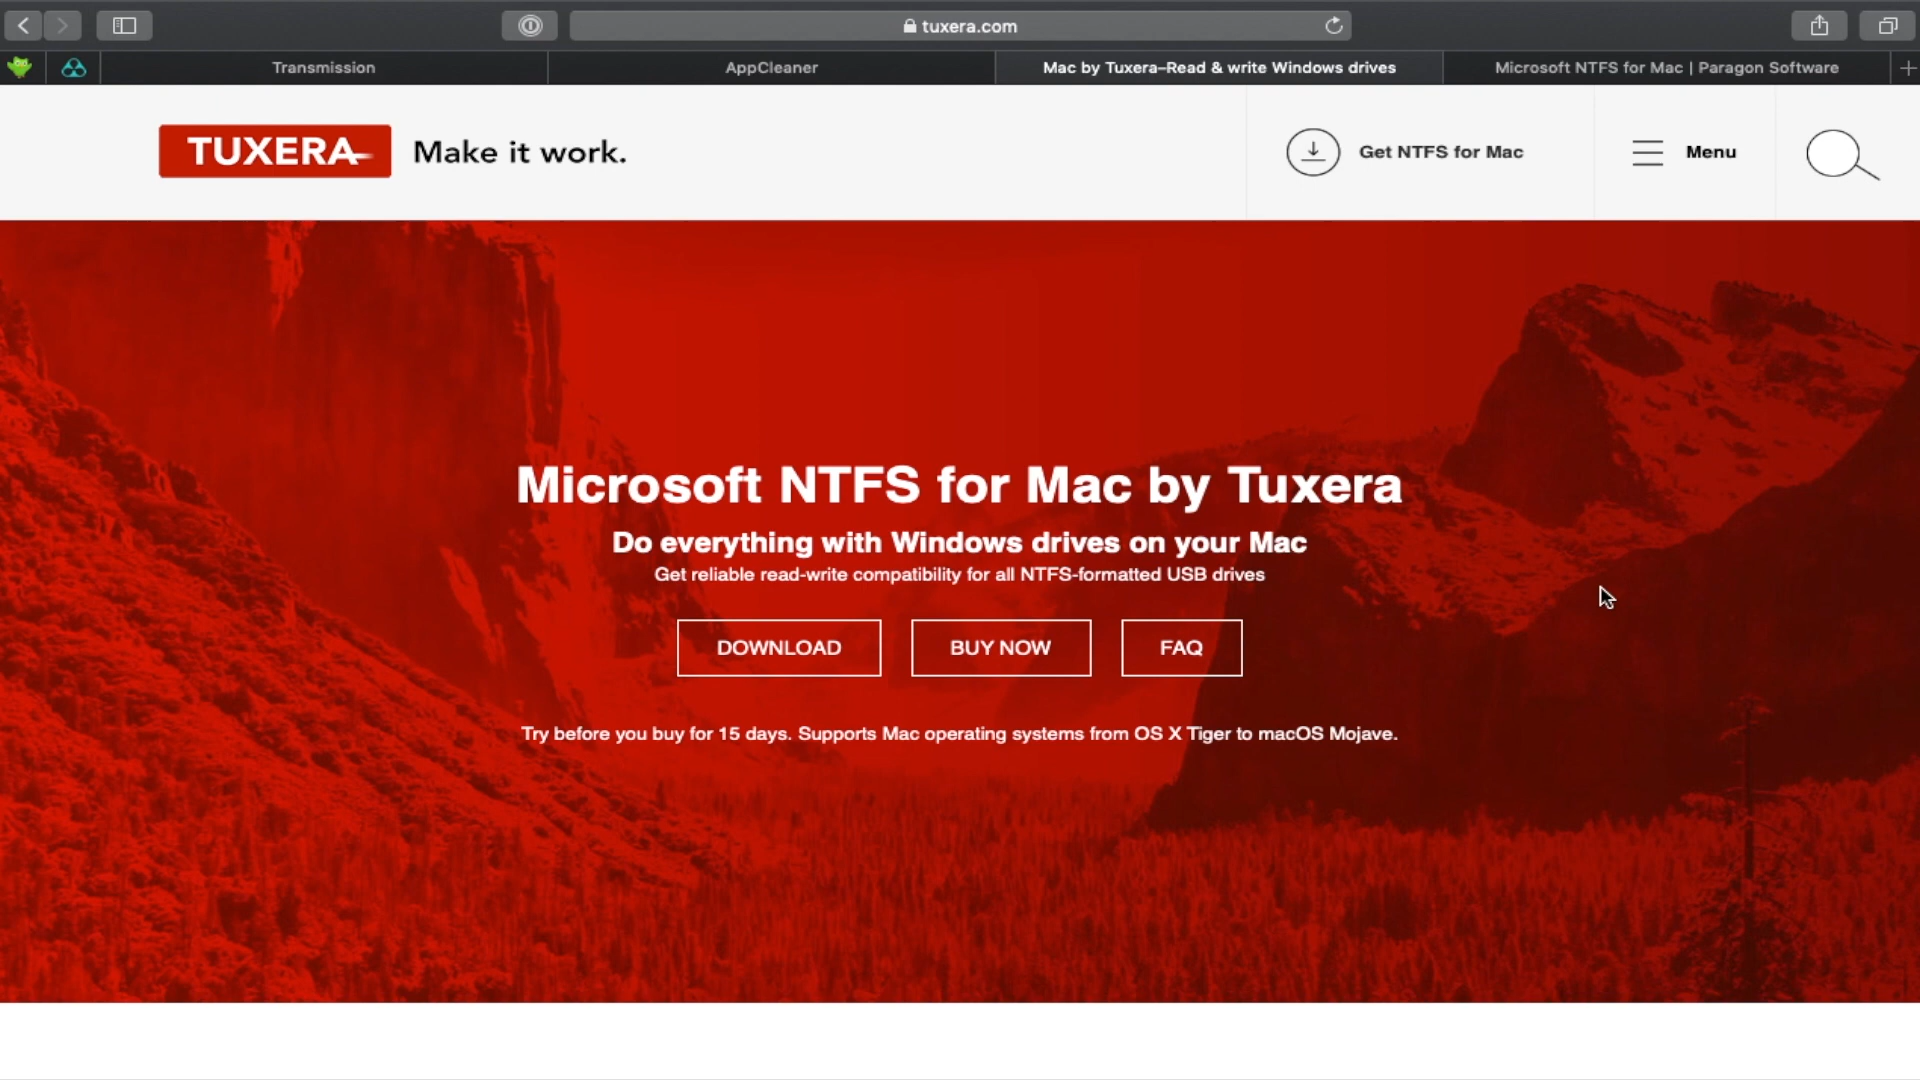 tuxera.com
Transmission
AppCleaner
Mac by Tuxera–Read & write Windows drives
Microsoft NTFS for Mac | Paragon Software
TUXERA
Make it work.
Get NTFS for Mac
Menu
Microsoft NTFS for Mac by Tuxera
Do everything with Windows drives on your Mac
Get reliable read-write compatibility for all NTFS-formatted USB drives
DOWNLOAD
BUY NOW
FAQ
Try before you buy for 15 days. Supports Mac operating systems from OS X Tiger to macOS Mojave.